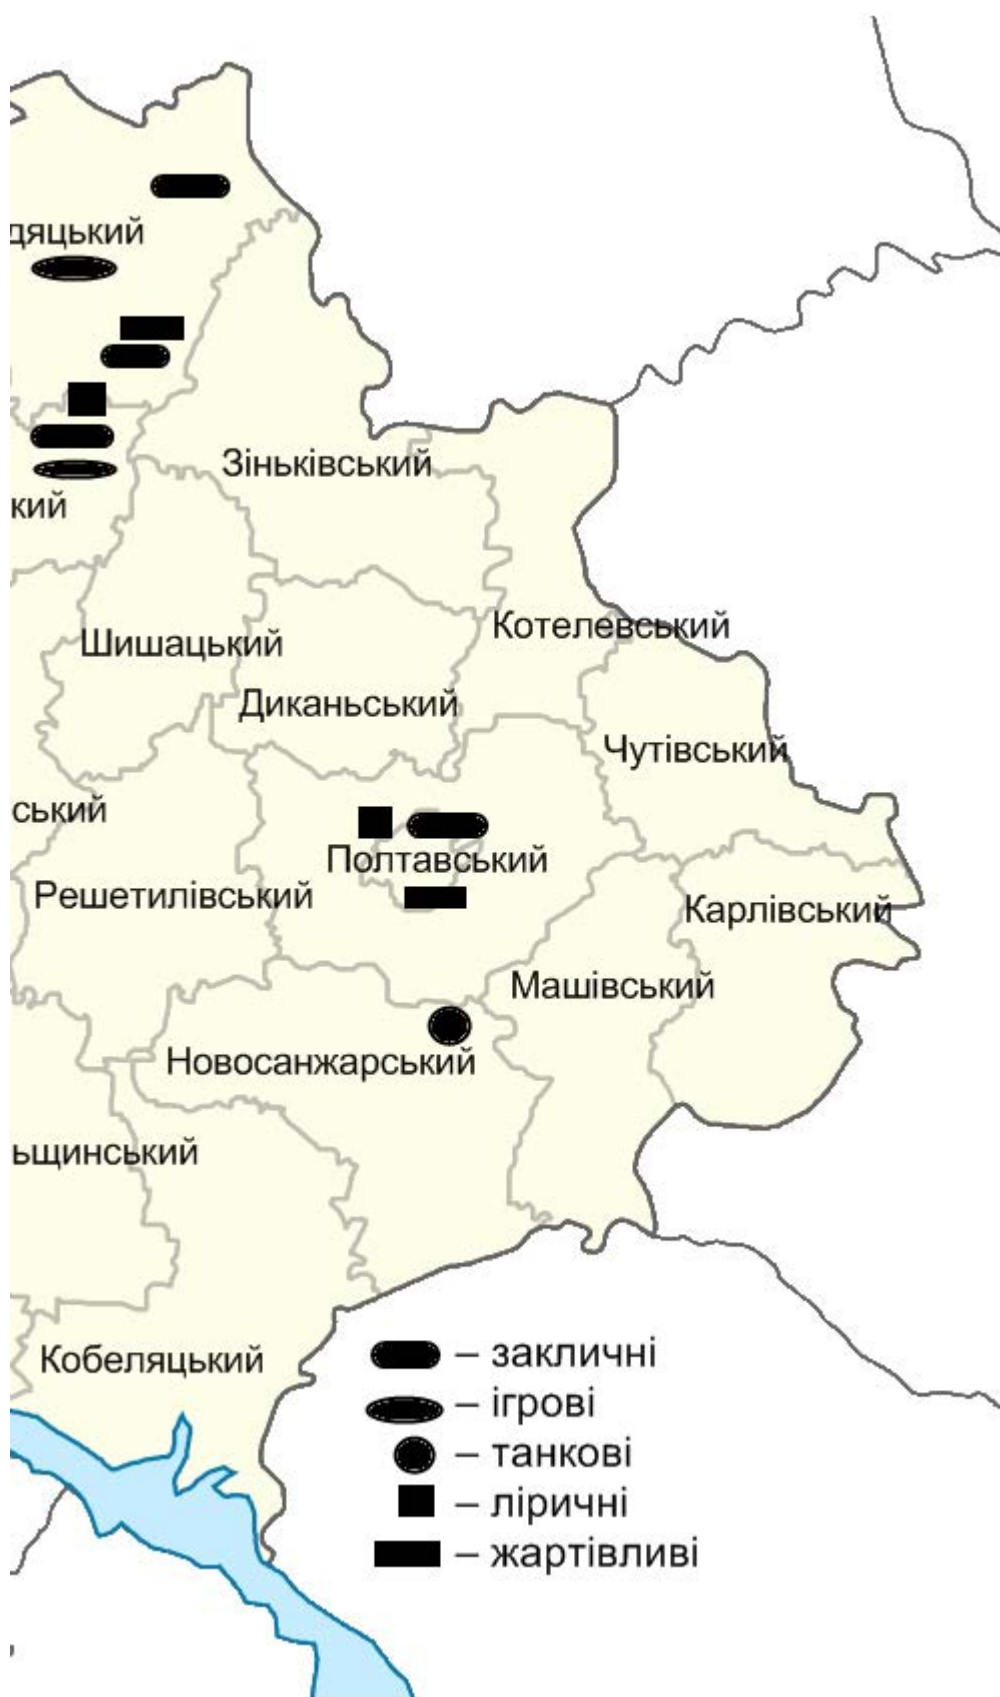 дяцький
Зіньківський
кий
Котелевський
Шишацький
Диканьський
Чутівський
ський
Полтавський
Решетилівський
Карлівський
Машівський
Новосанжарський
ьщинський
Кобеляцький
– закличні
– ігрові
– танкові
– ліричні
– жартівливі